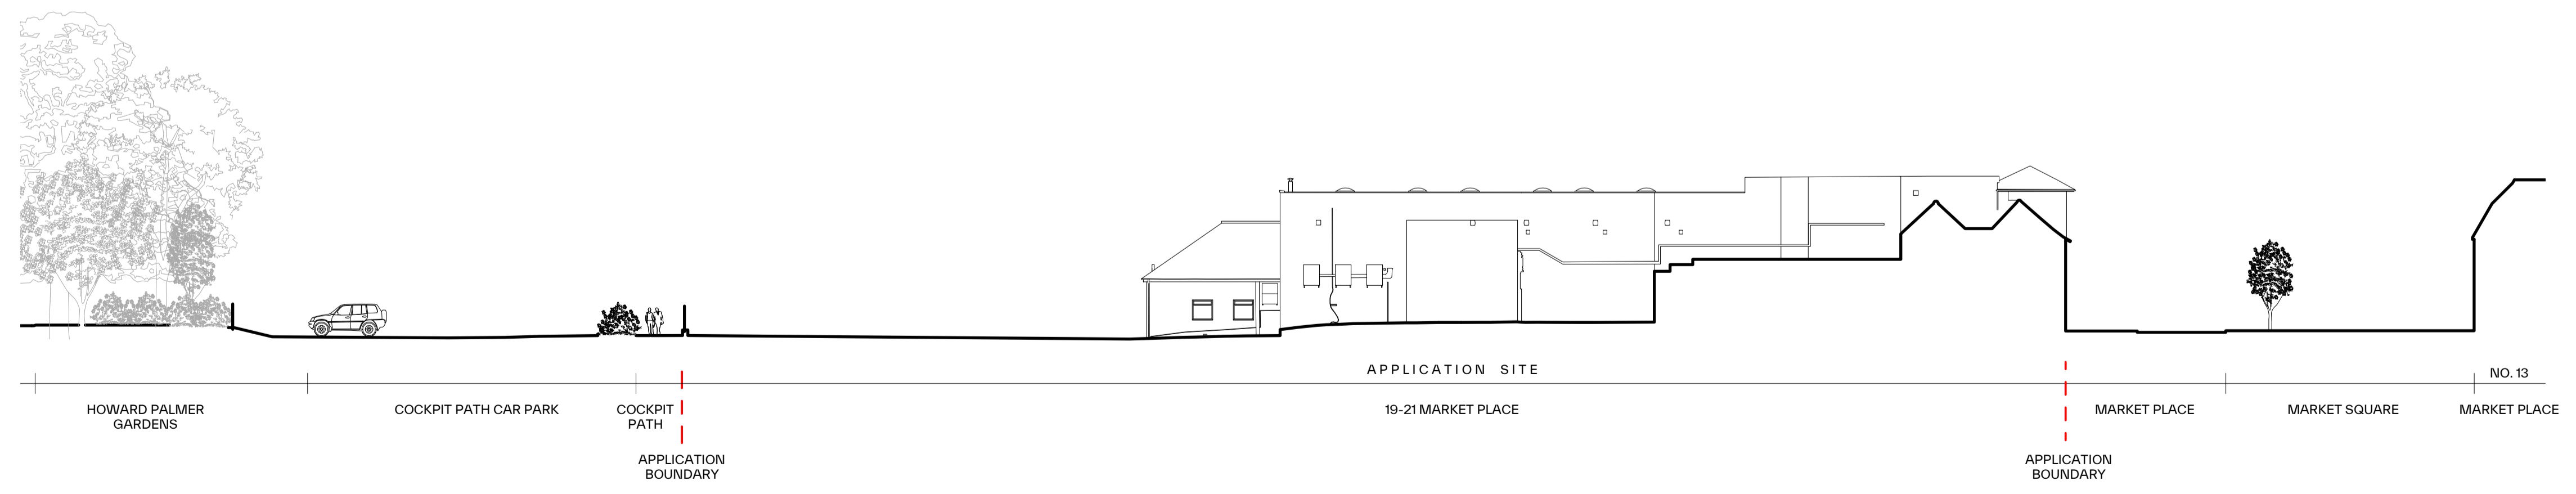 APPLICATION SITE
NO. 13
HOWARD PALMER
GARDENS
COCKPIT PATH CAR PARK
COCKPIT
PATH
19-21 MARKET PLACE
MARKET PLACE
MARKET SQUARE
MARKET PLACE
APPLICATION
BOUNDARY
APPLICATION
BOUNDARY